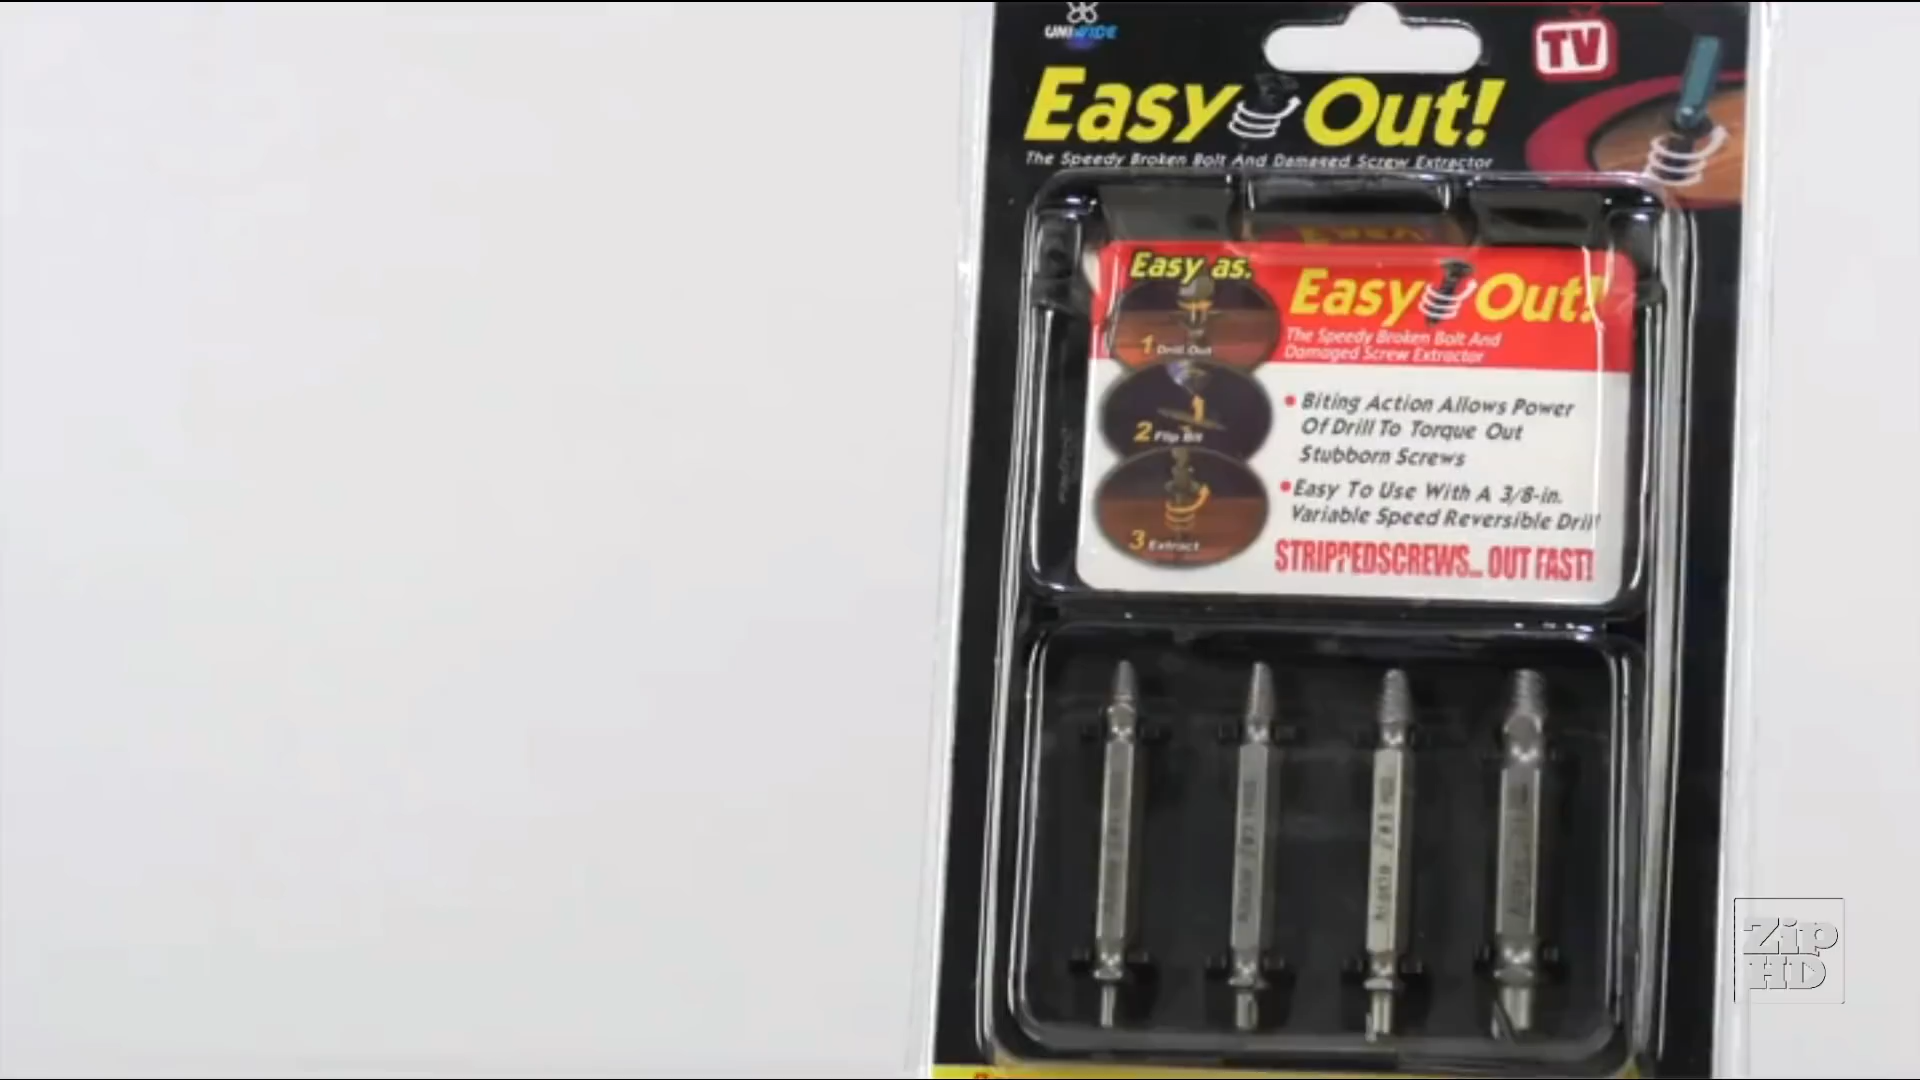 UNIWIDE
TV
Easy Out!
The Speedy Broken Bolt And Damaged Screw Extractor
Easy as.
1 Drill Out
2 Flip Bit
3 Extract
Easy Out!
The Speedy Broken Bolt And
Damaged Screw Extractor
• Biting Action Allows Power
Of Drill To Torque Out
Stubborn Screws
• Easy To Use With A 3/8-in.
Variable Speed Reversible Drill
STRIPPED SCREWS... OUT FAST!
Zip
HD